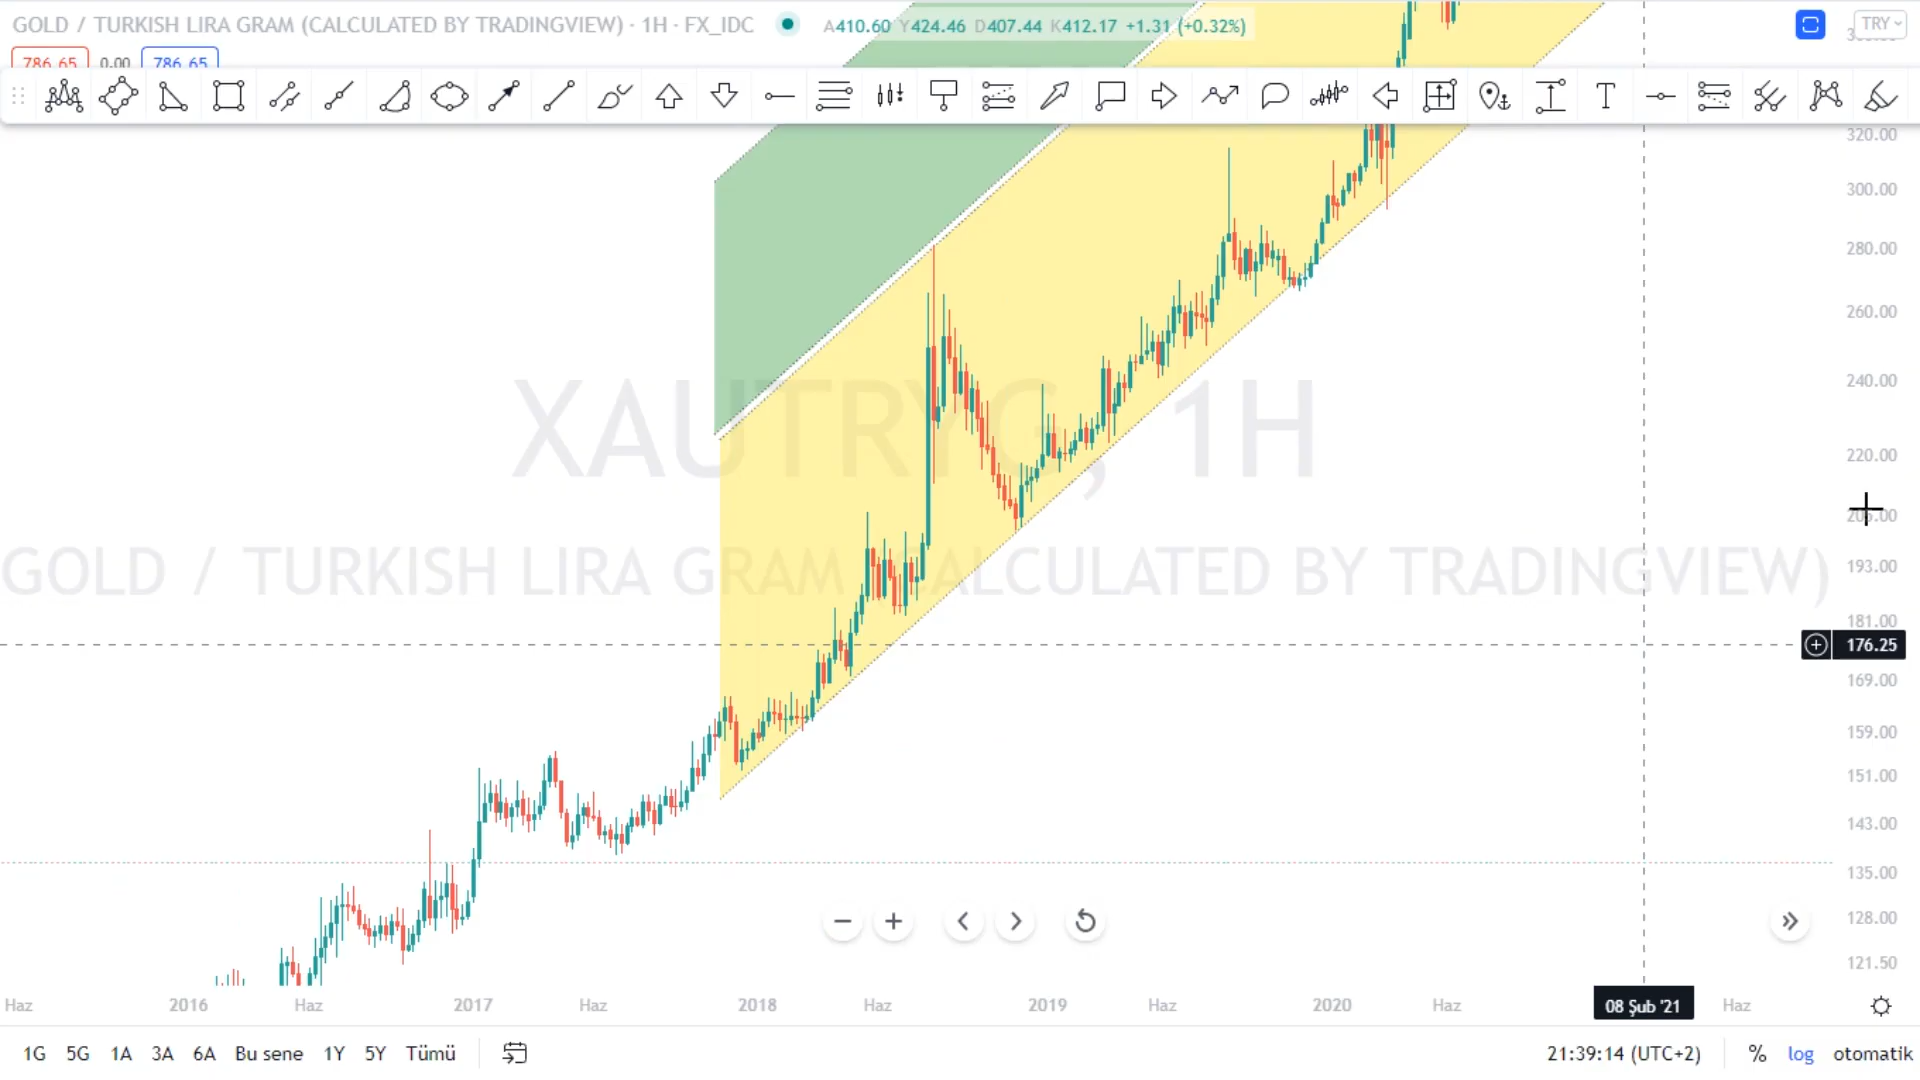 GOLD / TURKISH LIRA GRAM (CALCULATED BY TRADINGVIEW) · 1H · FX_IDC A410.60 Y424.46 D407.44 K412.17 +1.31 (+0.32%) TRY
786.65 0.00 786.65
320.00
300.00
280.00
260.00
240.00
XAUTRYG, 1H
220.00
205.00
GOLD / TURKISH LIRA GRAM (CALCULATED BY TRADINGVIEW)
193.00
181.00
176.25
169.00
159.00
151.00
143.00
135.00
128.00
121.50
Haz 2016 Haz 2017 Haz 2018 Haz 2019 Haz 2020 Haz 08 Şub '21 Haz
1G 5G 1A 3A 6A Bu sene 1Y 5Y Tümü 21:39:14 (UTC+2) % log otomatik